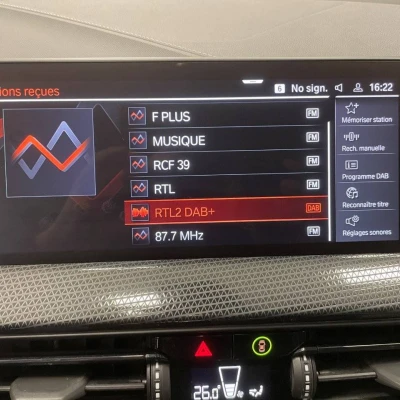 ions reçues
6 No sign. 16:22
F PLUS FM
MUSIQUE FM
RCF 39 FM
RTL FM
RTL2 DAB+ DAB
87.7 MHz FM
Mémoriser station
Rech. manuelle
Programme DAB
Reconnaître titre
Réglages sonores
26.0